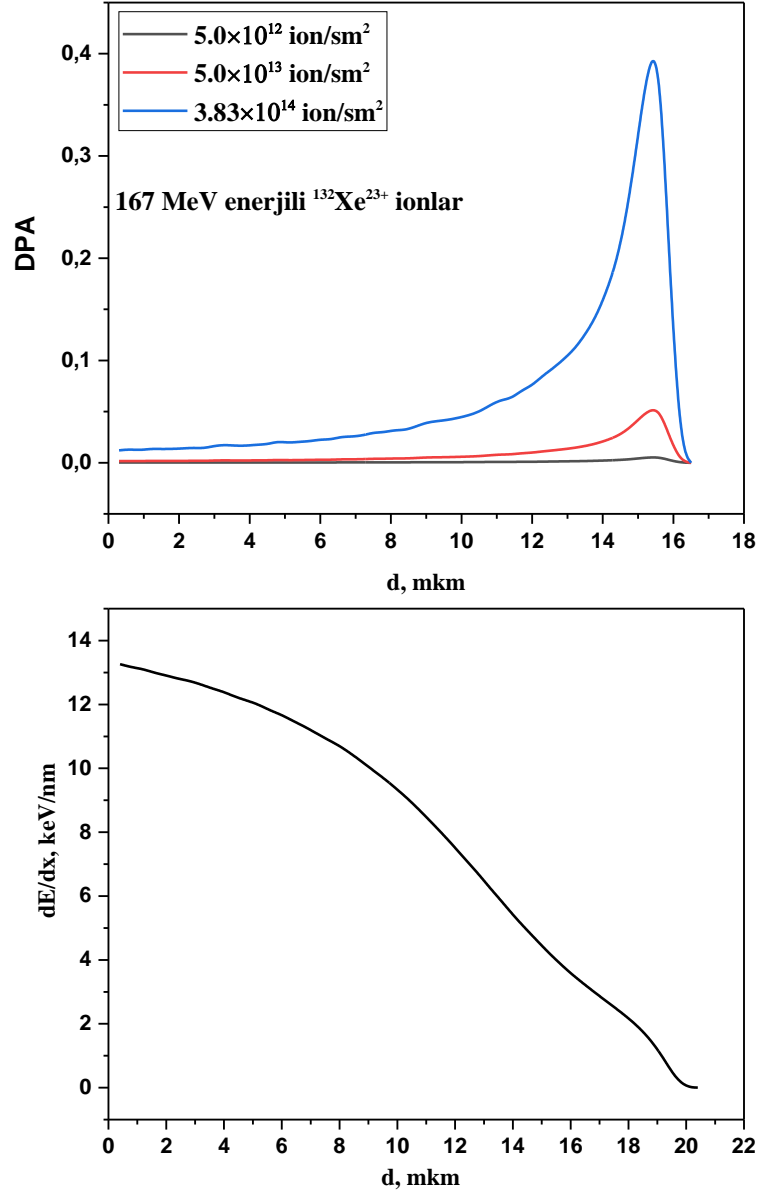 5.0×10¹² ion/sm²
5.0×10¹³ ion/sm²
3.83×10¹⁴ ion/sm²
167 MeV enerjili ¹³²Xe²³⁺ ionlar
DPA
0,4
0,3
0,2
0,1
0,0
0 2 4 6 8 10 12 14 16 18
d, mkm
dE/dx, keV/nm
14
12
10
8
6
4
2
0
0 2 4 6 8 10 12 14 16 18 20 22
d, mkm